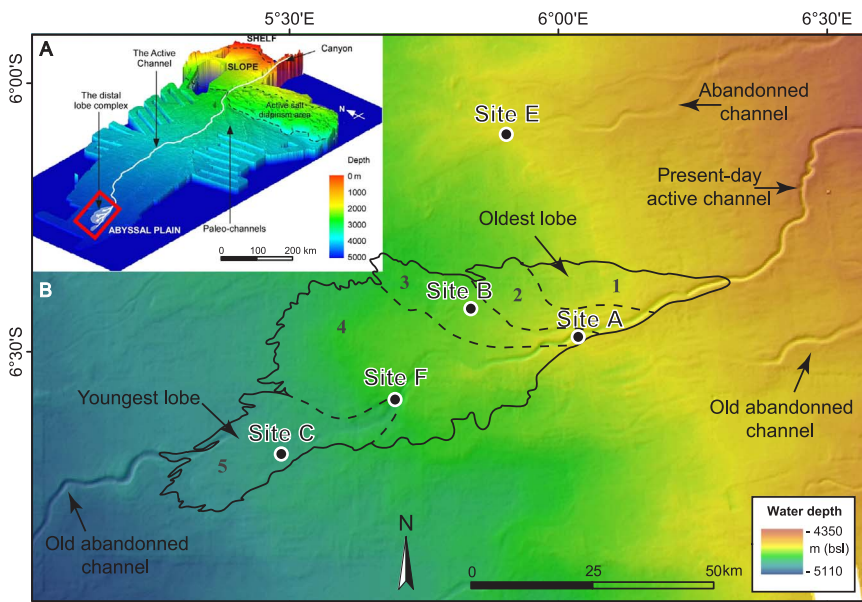 5°'30"
6°00"
6°'30"
6°00'S
6°30'S
A
SHELF
The Active
Channel
SLOPE
Canyon
The distal
lobe complex
Active salt
diapirism area
N
Depth
0 m
1000
2000
3000
4000
5000
ABYSSAL PLAIN
Paleo-channels
0 100 200 km
B
Site E
Abandonned
channel
Present-day
active channel
Oldest lobe
3
2
1
Site B
Site A
4
Site F
Youngest lobe
Site C
5
Old abandonned
channel
Old abandonned
channel
N
0 25 50km
Water depth
- 4350
m (bsl)
- 5110